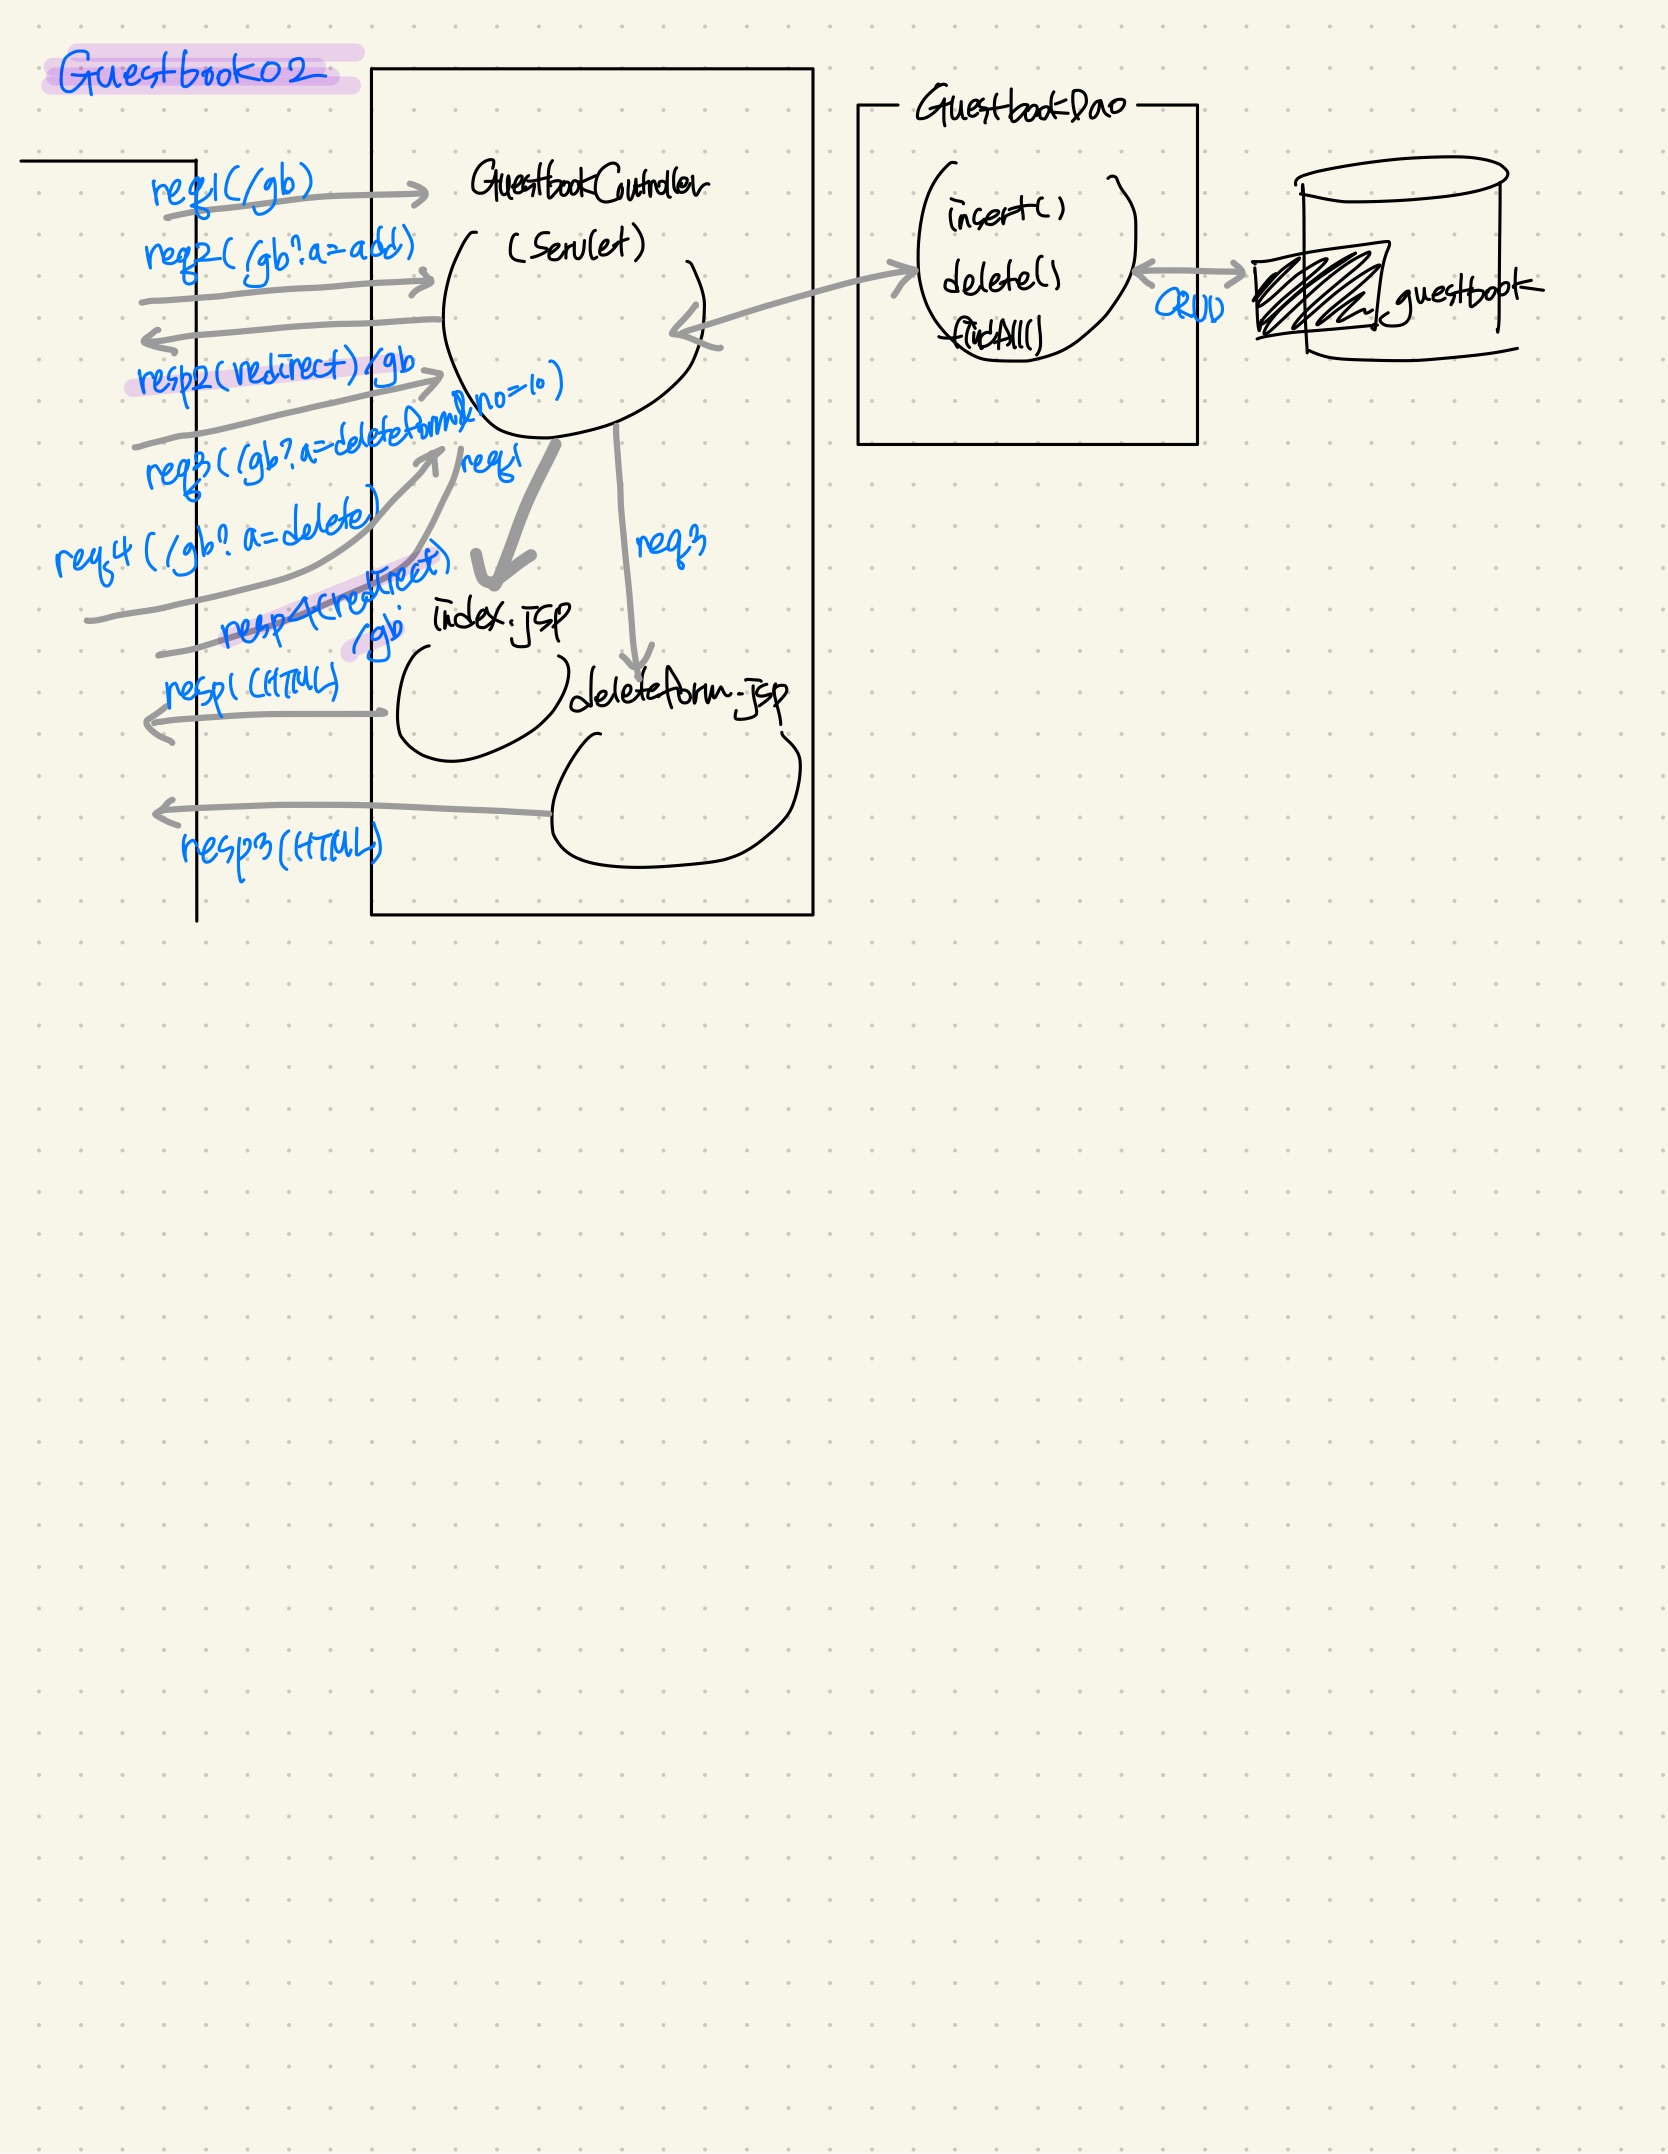 Guestbook02
req1(/gb)
req2(/gb?a=add)
resp2(redirect)/gb
req3(/gb?a=deleteform&no=10)
req4(/gb?a=delete)
resp4(redirect)
/gb
resp1(HTML)
resp3(HTML)
GuestbookController
(Servlet)
req1
req3
index.jsp
deleteform.jsp
GuestbookDao
insert()
delete()
findAll()
CRUD
guestbook